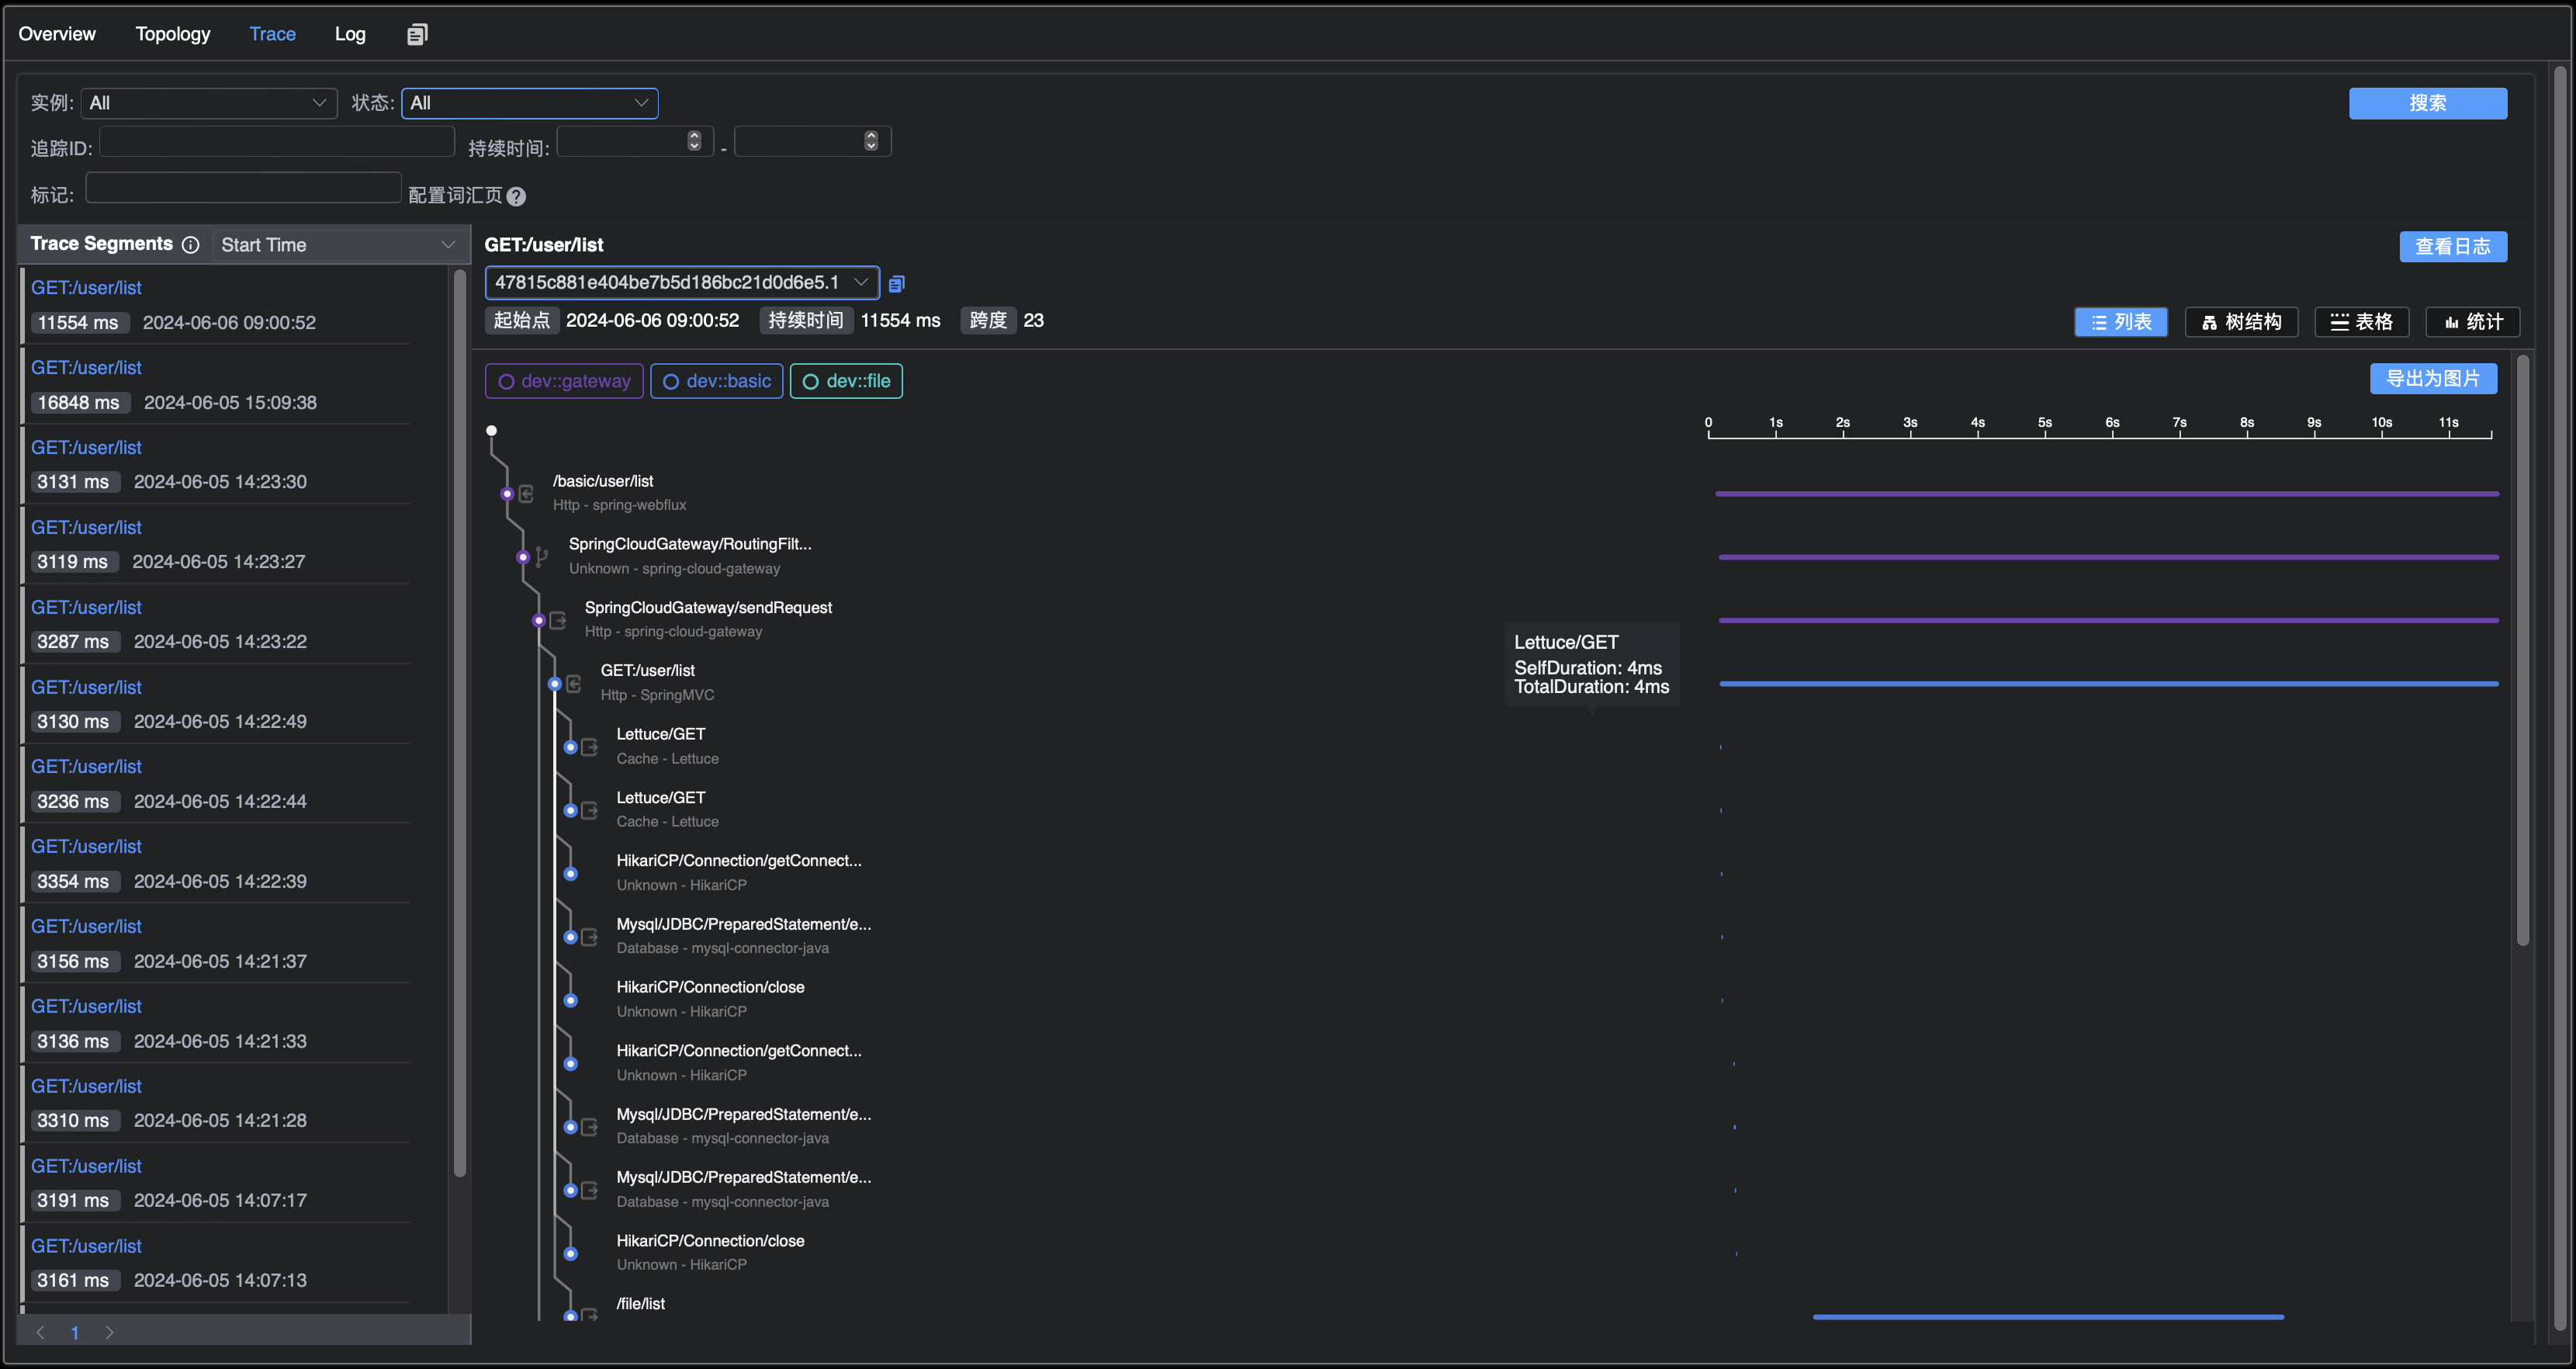 Overview Topology Trace Log
实例: All 状态: All 搜索
追踪ID: 持续时间: -
标记: 配置词汇页
Trace Segments Start Time
GET:/user/list
11554 ms 2024-06-06 09:00:52
GET:/user/list
16848 ms 2024-06-05 15:09:38
GET:/user/list
3131 ms 2024-06-05 14:23:30
GET:/user/list
3119 ms 2024-06-05 14:23:27
GET:/user/list
3287 ms 2024-06-05 14:23:22
GET:/user/list
3130 ms 2024-06-05 14:22:49
GET:/user/list
3236 ms 2024-06-05 14:22:44
GET:/user/list
3354 ms 2024-06-05 14:22:39
GET:/user/list
3156 ms 2024-06-05 14:21:37
GET:/user/list
3136 ms 2024-06-05 14:21:33
GET:/user/list
3310 ms 2024-06-05 14:21:28
GET:/user/list
3191 ms 2024-06-05 14:07:17
GET:/user/list
3161 ms 2024-06-05 14:07:13
1
GET:/user/list 查看日志
47815c881e404be7b5d186bc21d0d6e5.1
起始点 2024-06-06 09:00:52 持续时间 11554 ms 跨度 23
列表 树结构 表格 统计
dev::gateway dev::basic dev::file 导出为图片
0 1s 2s 3s 4s 5s 6s 7s 8s 9s 10s 11s
/basic/user/list
Http - spring-webflux
SpringCloudGateway/RoutingFilt...
Unknown - spring-cloud-gateway
SpringCloudGateway/sendRequest
Http - spring-cloud-gateway
GET:/user/list
Http - SpringMVC
Lettuce/GET
SelfDuration: 4ms
TotalDuration: 4ms
Lettuce/GET
Cache - Lettuce
Lettuce/GET
Cache - Lettuce
HikariCP/Connection/getConnect...
Unknown - HikariCP
Mysql/JDBC/PreparedStatement/e...
Database - mysql-connector-java
HikariCP/Connection/close
Unknown - HikariCP
HikariCP/Connection/getConnect...
Unknown - HikariCP
Mysql/JDBC/PreparedStatement/e...
Database - mysql-connector-java
Mysql/JDBC/PreparedStatement/e...
Database - mysql-connector-java
HikariCP/Connection/close
Unknown - HikariCP
/file/list